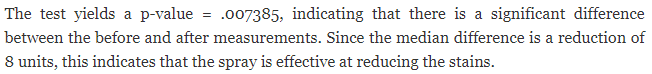 The test yields a p-value = .007385, indicating that there is a significant difference
between the before and after measurements. Since the median difference is a reduction of
8 units, this indicates that the spray is effective at reducing the stains.